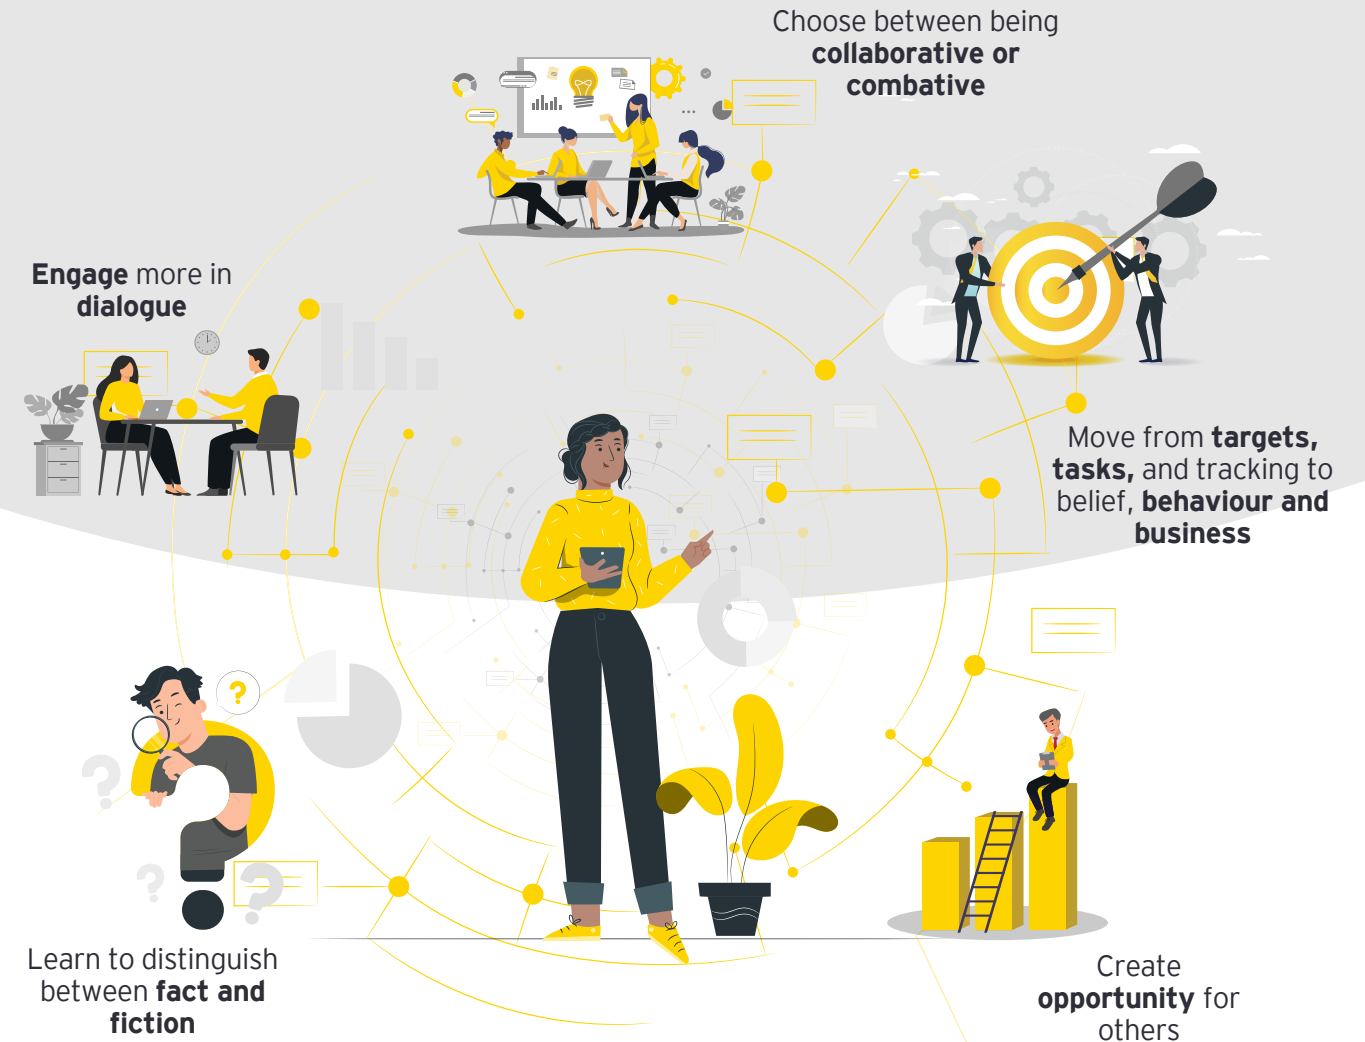 Choose between being
collaborative or
combative
Engage more in
dialogue
Move from targets,
tasks, and tracking to
belief, behaviour and
business
Learn to distinguish
between fact and
fiction
Create
opportunity for
others
?
?
?
?